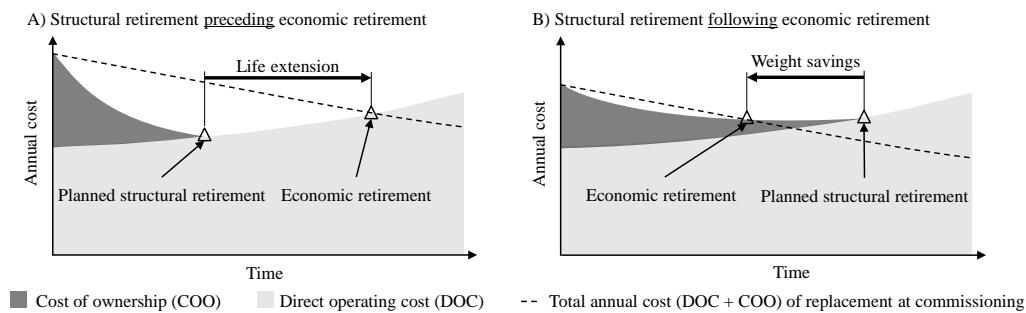 A) Structural retirement preceding economic retirement
Annual cost
Life extension
Planned structural retirement
Economic retirement
Time
B) Structural retirement following economic retirement
Annual cost
Weight savings
Economic retirement
Planned structural retirement
Time
Cost of ownership (COO)
Direct operating cost (DOC)
Total annual cost (DOC + COO) of replacement at commissioning